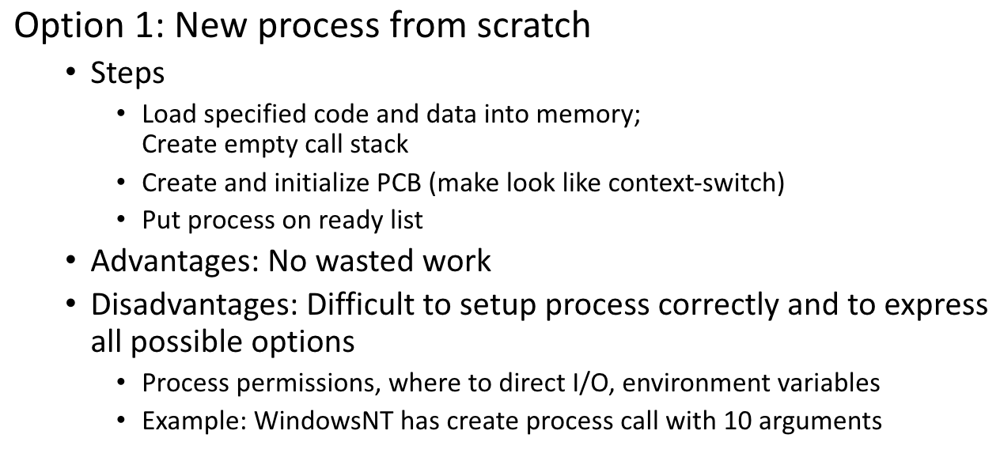 Option 1: New process from scratch
• Steps
• Load specified code and data into memory;
Create empty call stack
• Create and initialize PCB (make look like context-switch)
• Put process on ready list
• Advantages: No wasted work
• Disadvantages: Difficult to setup process correctly and to express
all possible options
• Process permissions, where to direct I/O, environment variables
• Example: WindowsNT has create process call with 10 arguments